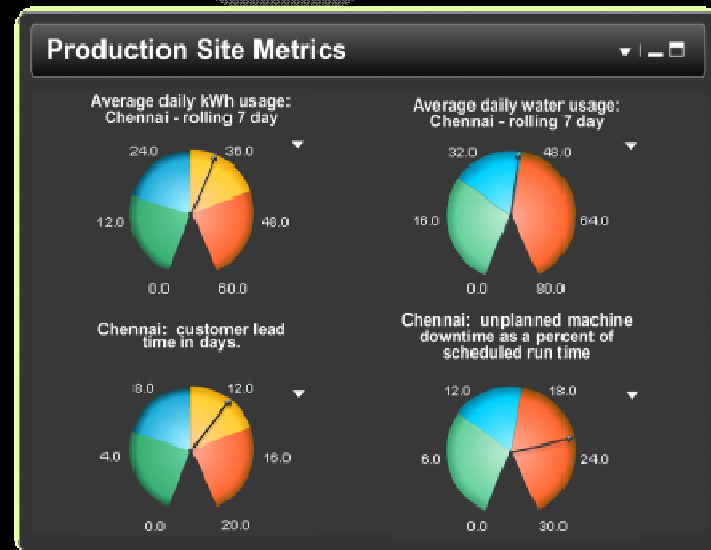 Production Site Metrics
Average daily kWh usage:
Chennai - rolling 7 day
24.0
36.0
12.0
48.0
0.0
60.0
Average daily water usage:
Chennai - rolling 7 day
32.0
48.0
16.0
64.0
0.0
80.0
Chennai: customer lead
time in days.
8.0
12.0
4.0
16.0
0.0
20.0
Chennai: unplanned machine
downtime as a percent of
scheduled run time
12.0
18.0
6.0
24.0
0.0
30.0